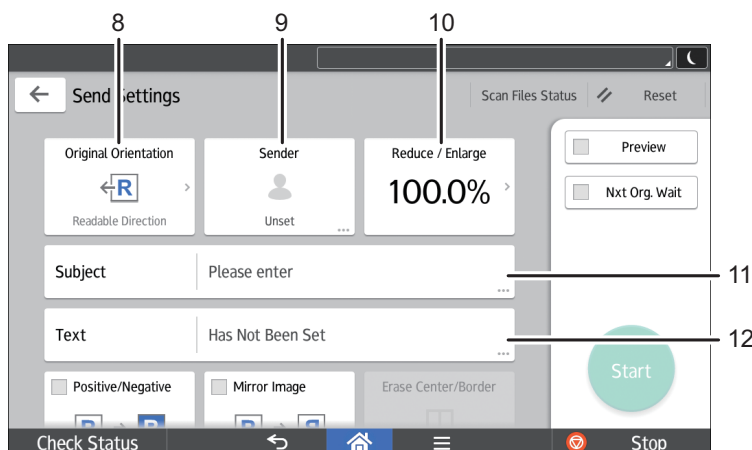 8 9 10
Send Settings
Scan Files Status Reset
Original Orientation
Readable Direction
Sender
Unset
Reduce / Enlarge
100.0%
Preview
Nxt Org. Wait
Subject Please enter
11
Text Has Not Been Set
12
Start
Positive/Negative
Mirror Image
Erase Center/Border
Check Status
Stop